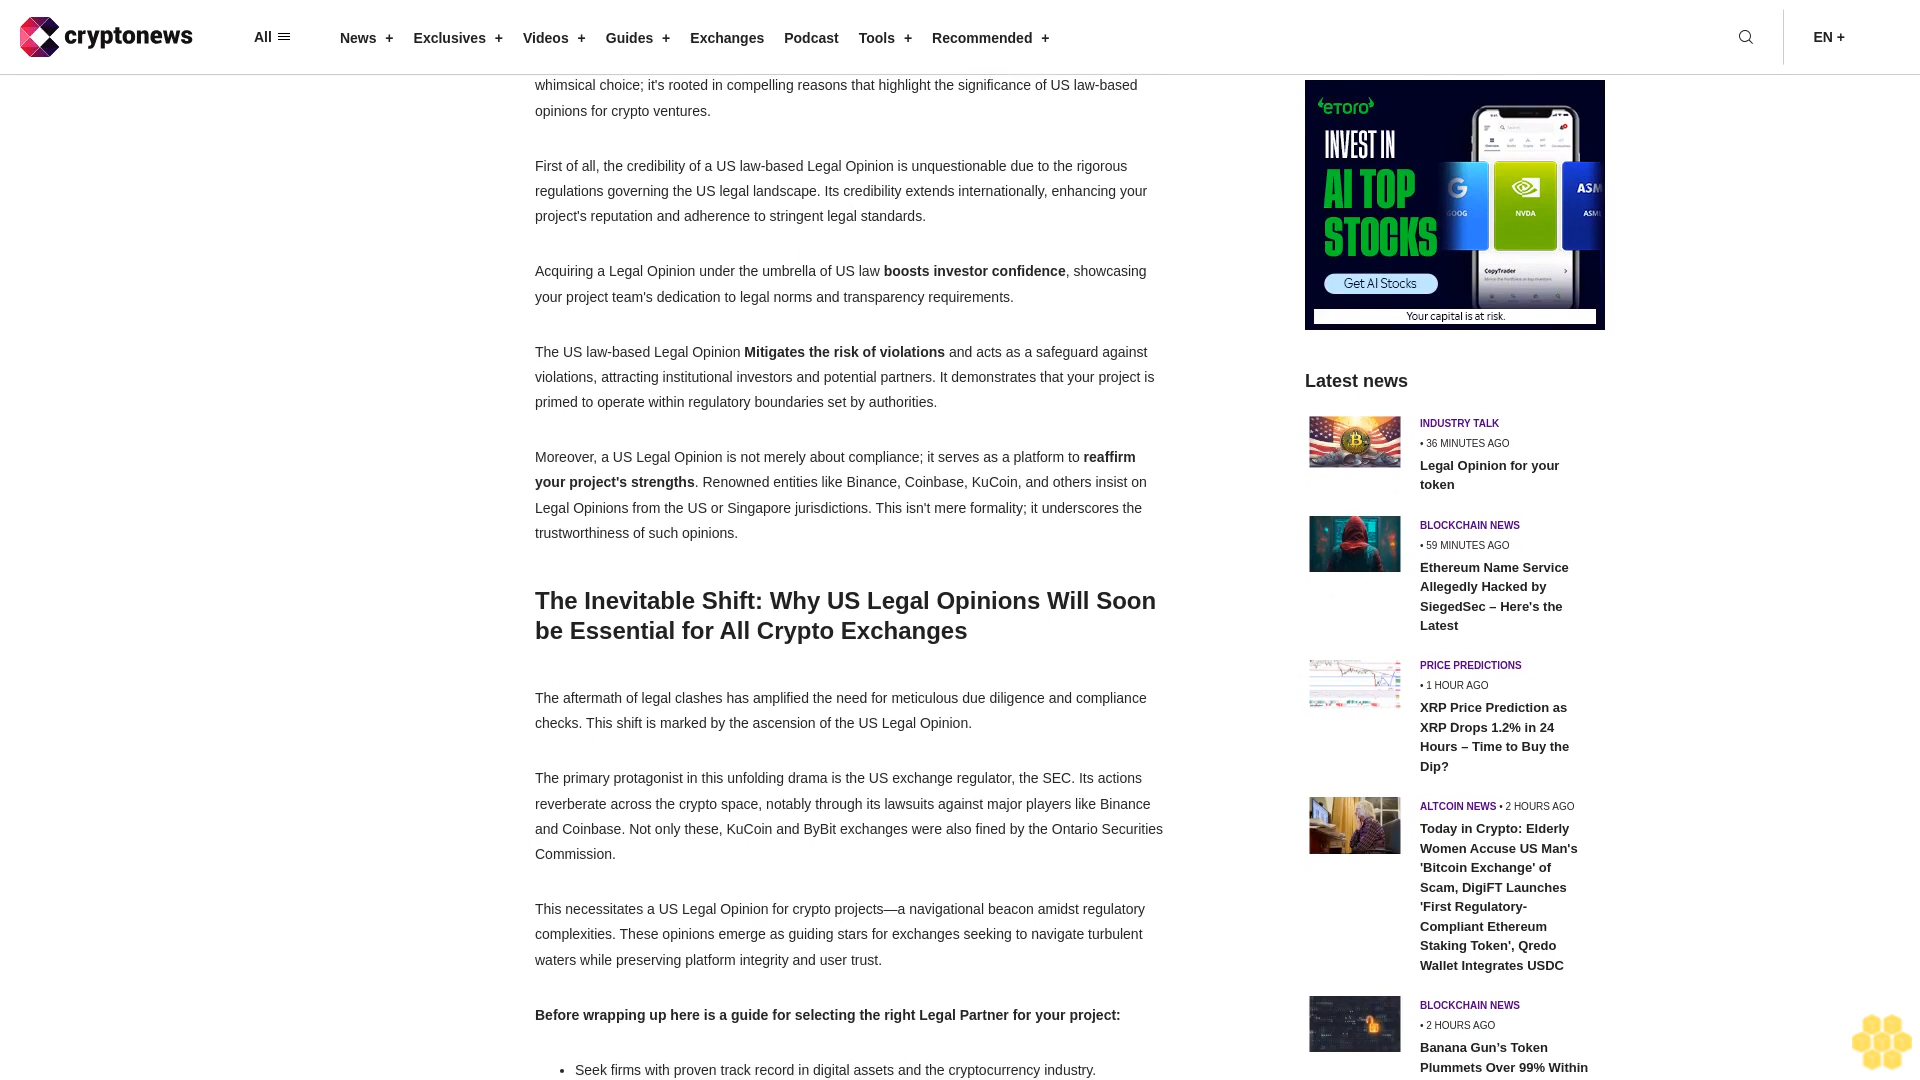 cryptonews
All
News +
Exclusives +
Videos +
Guides +
Exchanges
Podcast
Tools +
Recommended +
EN +
whimsical choice; it's rooted in compelling reasons that highlight the significance of US law-based
opinions for crypto ventures.
First of all, the credibility of a US law-based Legal Opinion is unquestionable due to the rigorous
regulations governing the US legal landscape. Its credibility extends internationally, enhancing your
project's reputation and adherence to stringent legal standards.
Acquiring a Legal Opinion under the umbrella of US law boosts investor confidence, showcasing
your project team's dedication to legal norms and transparency requirements.
The US law-based Legal Opinion Mitigates the risk of violations and acts as a safeguard against
violations, attracting institutional investors and potential partners. It demonstrates that your project is
primed to operate within regulatory boundaries set by authorities.
Moreover, a US Legal Opinion is not merely about compliance; it serves as a platform to reaffirm
your project's strengths. Renowned entities like Binance, Coinbase, KuCoin, and others insist on
Legal Opinions from the US or Singapore jurisdictions. This isn't mere formality; it underscores the
trustworthiness of such opinions.
The Inevitable Shift: Why US Legal Opinions Will Soon
be Essential for All Crypto Exchanges
The aftermath of legal clashes has amplified the need for meticulous due diligence and compliance
checks. This shift is marked by the ascension of the US Legal Opinion.
The primary protagonist in this unfolding drama is the US exchange regulator, the SEC. Its actions
reverberate across the crypto space, notably through its lawsuits against major players like Binance
and Coinbase. Not only these, KuCoin and ByBit exchanges were also fined by the Ontario Securities
Commission.
This necessitates a US Legal Opinion for crypto projects—a navigational beacon amidst regulatory
complexities. These opinions emerge as guiding stars for exchanges seeking to navigate turbulent
waters while preserving platform integrity and user trust.
Before wrapping up here is a guide for selecting the right Legal Partner for your project:
• Seek firms with proven track record in digital assets and the cryptocurrency industry.
eToro
INVEST IN
AI TOP
STOCKS
Get AI Stocks
GOOG
NVDA
ASM
ASML
CopyTrader
Your capital is at risk.
Latest news
INDUSTRY TALK
• 36 MINUTES AGO
Legal Opinion for your
token
BLOCKCHAIN NEWS
• 59 MINUTES AGO
Ethereum Name Service
Allegedly Hacked by
SiegedSec – Here's the
Latest
PRICE PREDICTIONS
• 1 HOUR AGO
XRP Price Prediction as
XRP Drops 1.2% in 24
Hours – Time to Buy the
Dip?
ALTCOIN NEWS • 2 HOURS AGO
Today in Crypto: Elderly
Women Accuse US Man's
'Bitcoin Exchange' of
Scam, DigiFT Launches
'First Regulatory-
Compliant Ethereum
Staking Token', Qredo
Wallet Integrates USDC
BLOCKCHAIN NEWS
• 2 HOURS AGO
Banana Gun’s Token
Plummets Over 99% Within